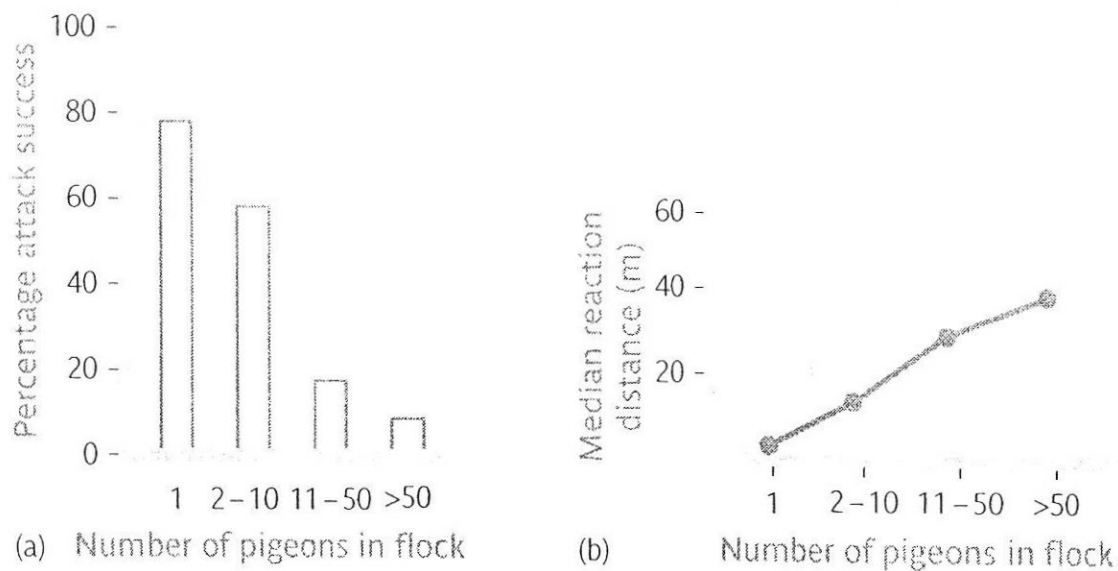 Percentage attack success
100
80
60
40
20
0
1 2–10 11–50 >50
(a) Number of pigeons in flock
Median reaction
distance (m)
60
40
20
1 2–10 11–50 >50
(b) Number of pigeons in flock